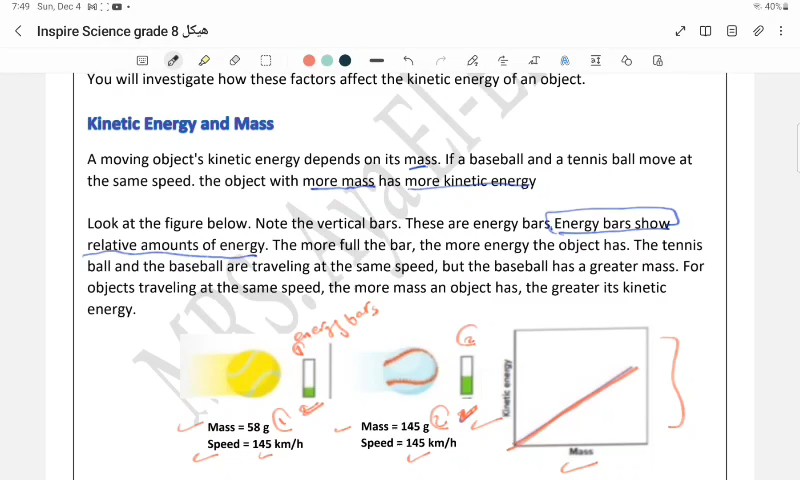 7:49 Sun, Dec 4
40%
Inspire Science grade 8 هيكل
You will investigate how these factors affect the kinetic energy of an object.
Kinetic Energy and Mass
A moving object's kinetic energy depends on its mass. If a baseball and a tennis ball move at
the same speed. the object with more mass has more kinetic energy
Look at the figure below. Note the vertical bars. These are energy bars. Energy bars show
relative amounts of energy. The more full the bar, the more energy the object has. The tennis
ball and the baseball are traveling at the same speed, but the baseball has a greater mass. For
objects traveling at the same speed, the more mass an object has, the greater its kinetic
energy.
energy bars
2
Kinetic energy
Mass
Mass = 58 g 1
Speed = 145 km/h
Mass = 145 g 2
Speed = 145 km/h
MRS. Aya El-